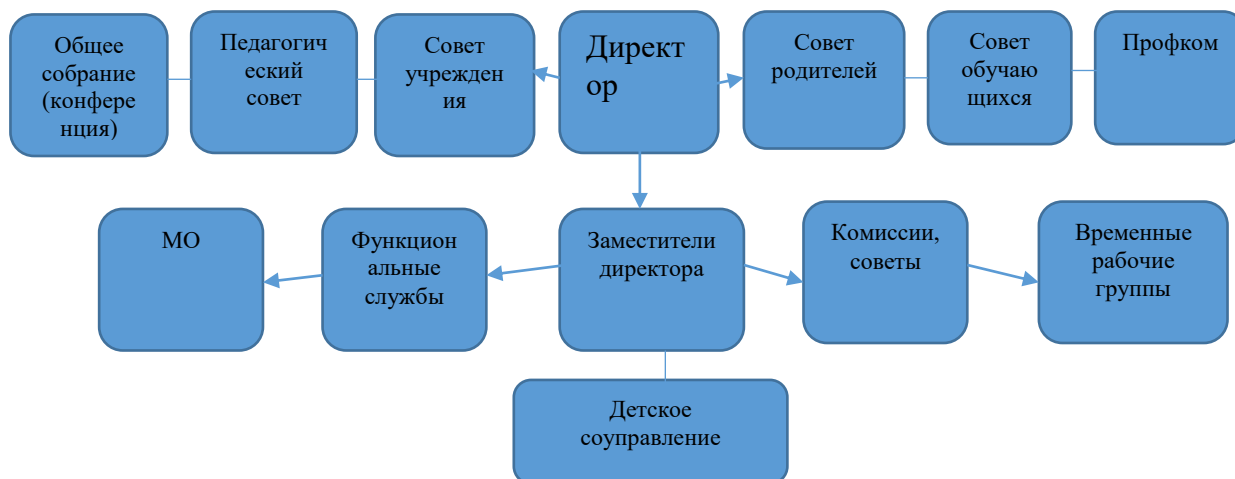 Общее
собрание
(конфере
нция)
Педагогич
еский
совет
Совет
учрежден
ия
Директ
ор
Совет
родителей
Совет
обучаю
щихся
Профком
МО
Функцион
альные
службы
Заместители
директора
Комиссии,
советы
Временные
рабочие
группы
Детское
соуправление